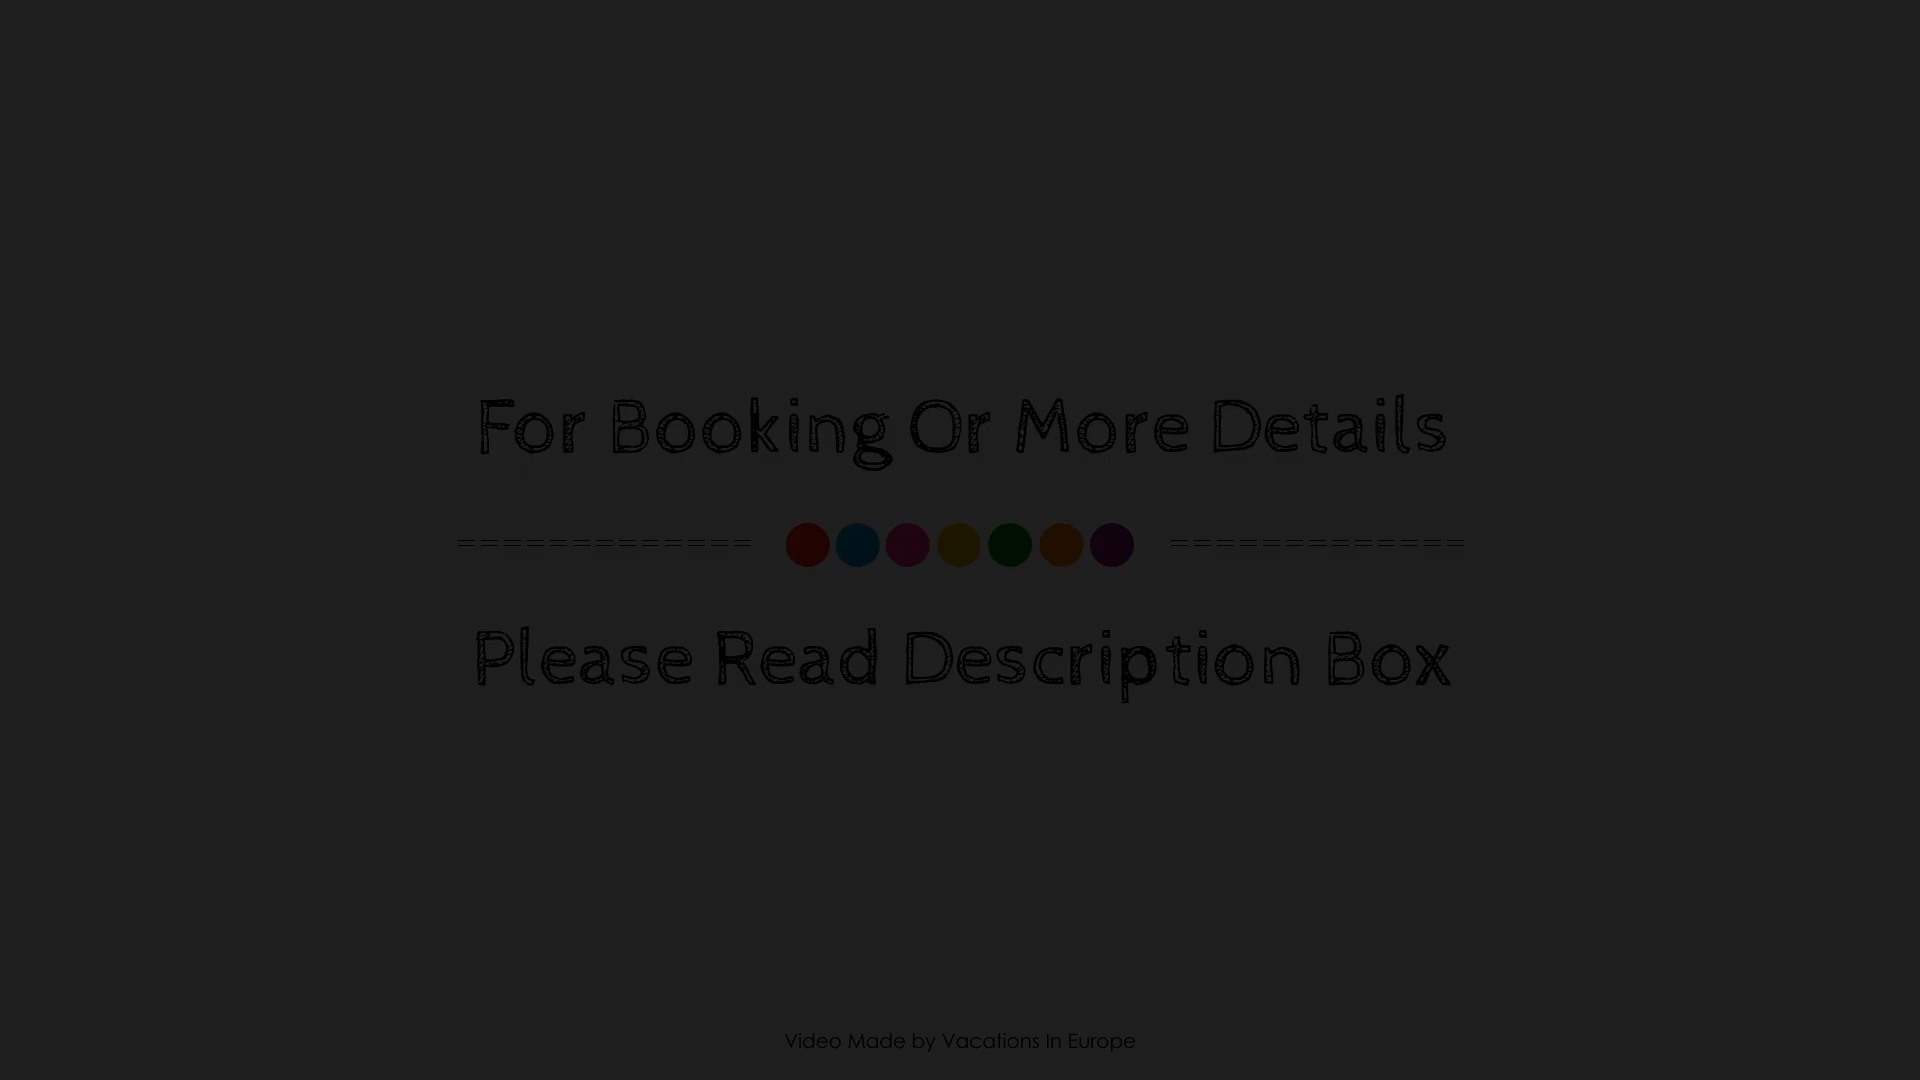 For Booking Or More Details
============= =============
Please Read Description Box
Video Made by Vacations In Europe